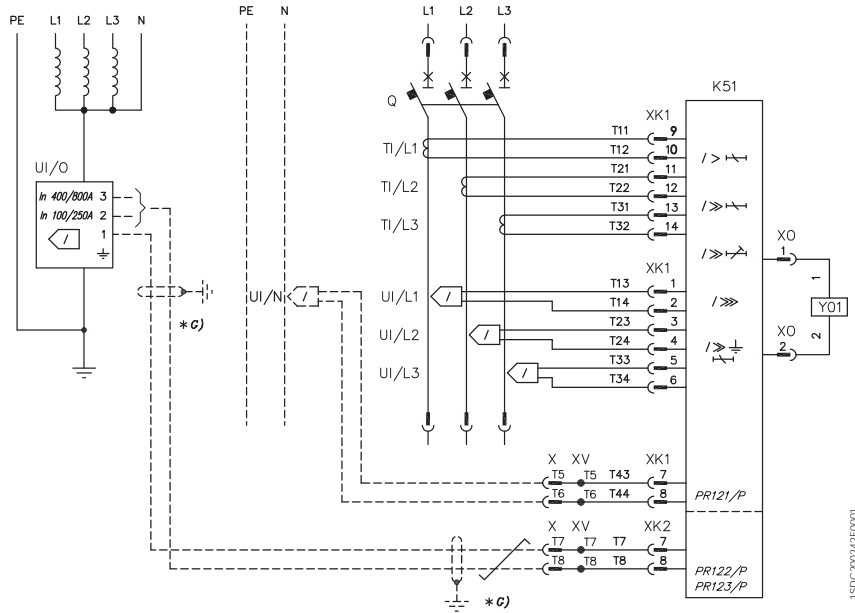 PE L1 L2 L3 N
PE N
L1 L2 L3
K51
Q
XK1
T11 9
TI/L1 T12 10
T21 11
TI/L2 T22 12
T31 13
TI/L3 T32 14
I > 
I >>
I >>
I >>>
I >>
UI/O
In 400/800A 3
In 100/250A 2
1
I
* G)
UI/N I
XK1
T13 1
UI/L1 I T14 2
T23 3
UI/L2 I T24 4
T33 5
UI/L3 I T34 6
XO
1
1
Y01
2
XO
2
X XV XK1
T5 T5 T43 7
T6 T6 T44 8
PR121/P
X XV XK2
T7 T7 T7 7
T8 T8 T8 8
PR122/P
PR123/P
* G)
1SDC200242F0001